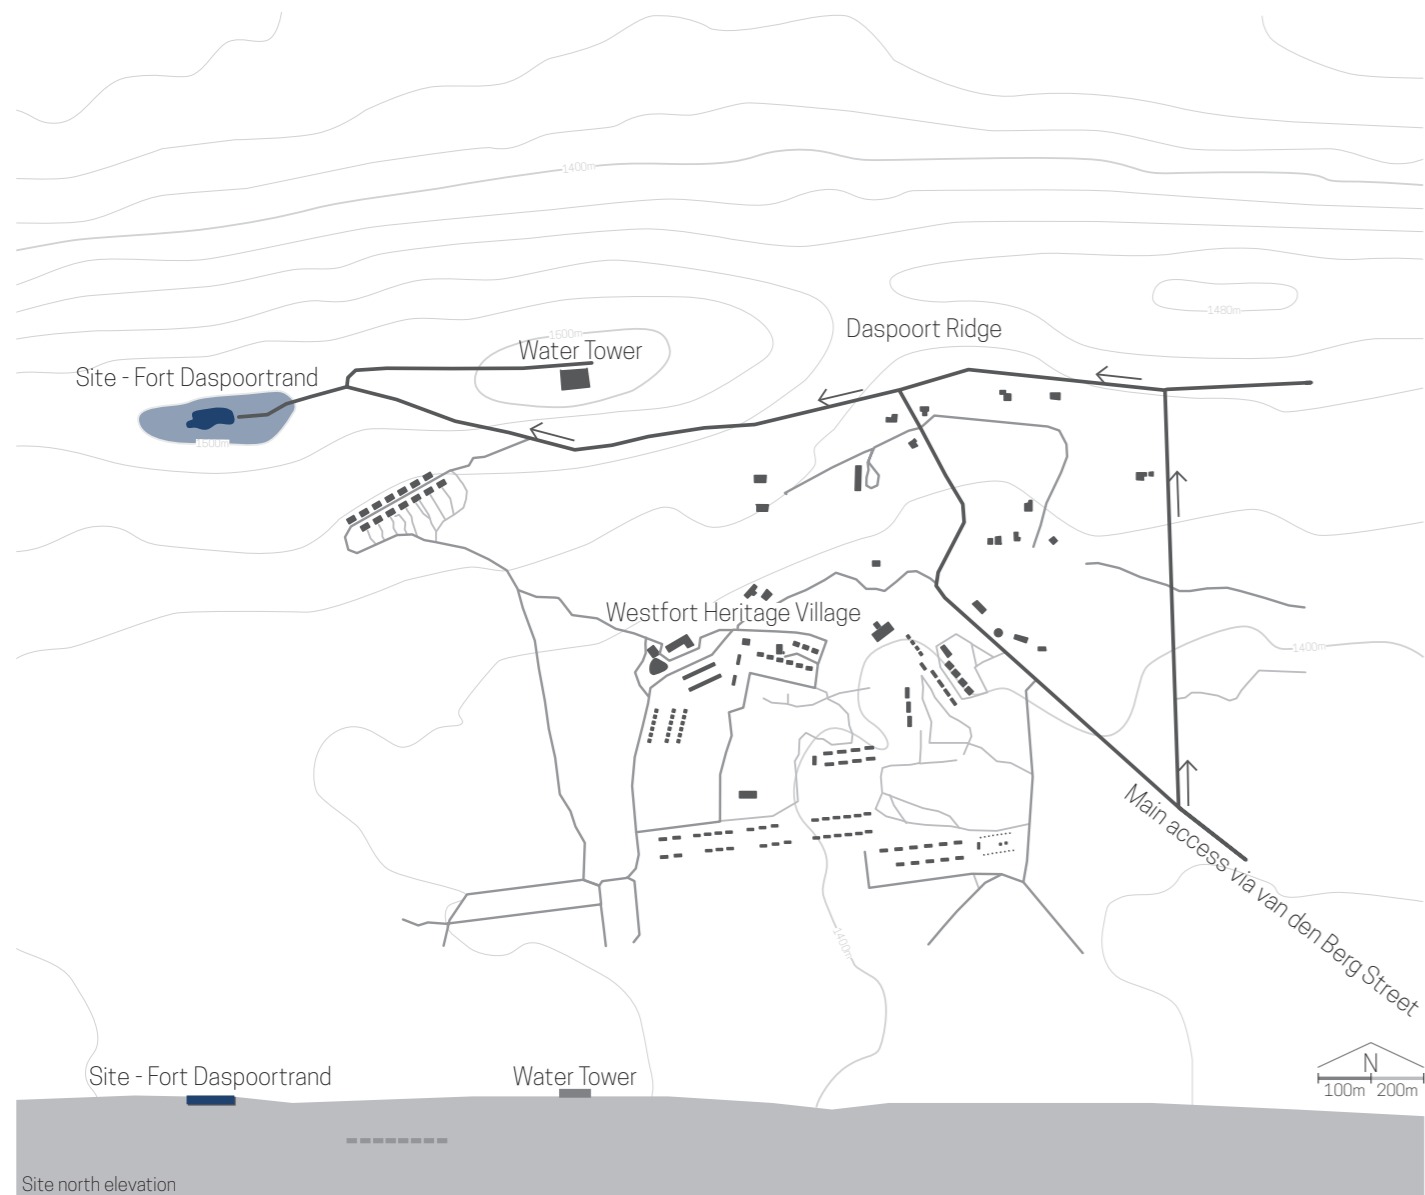 1400m
1480m
Daspoort Ridge
1500m
Water Tower
Site - Fort Daspoortrand
1500m
Westfort Heritage Village
1400m
Main access via van den Berg Street
1400m
N
100m 200m
Site - Fort Daspoortrand
Water Tower
Site north elevation